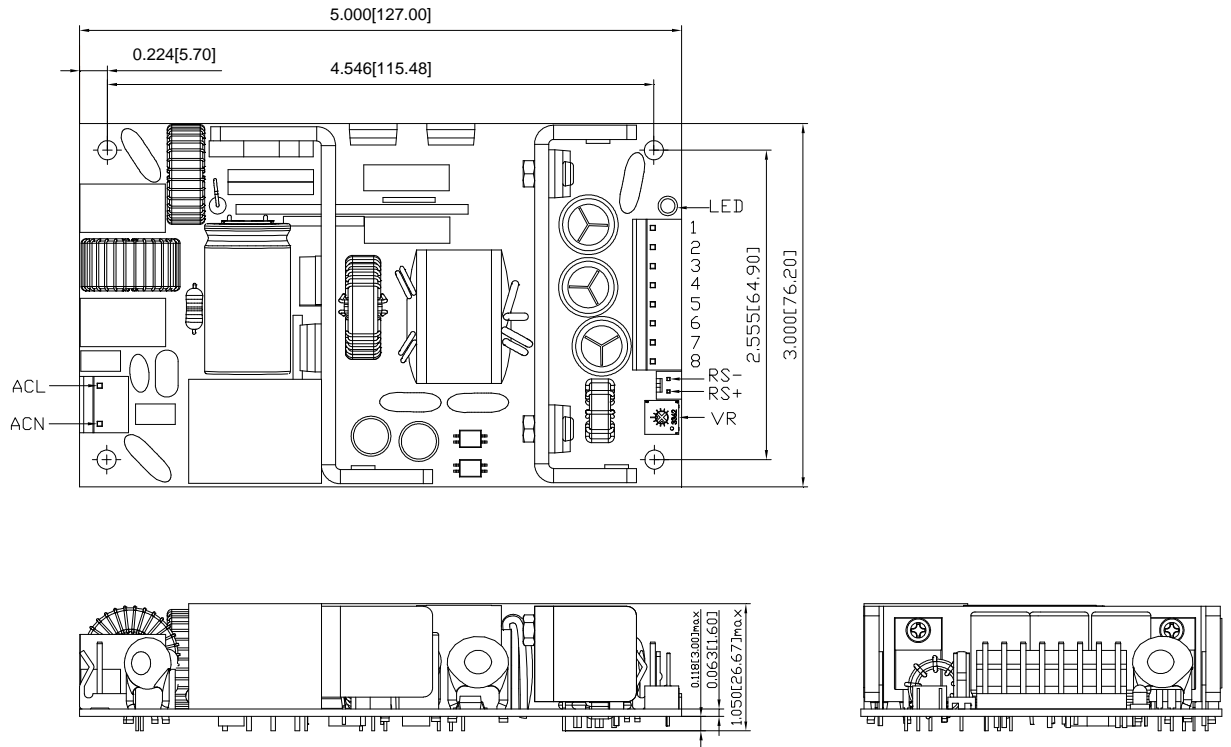 5.000[127.00]
0.224[5.70]
4.546[115.48]
LED
1
2
3
4
5
6
7
8
2.555[64.90]
3.000[76.20]
RS-
RS+
VR
ACL
ACN
0.118[3.00]max
0.063[1.60]
1.050[26.67]max